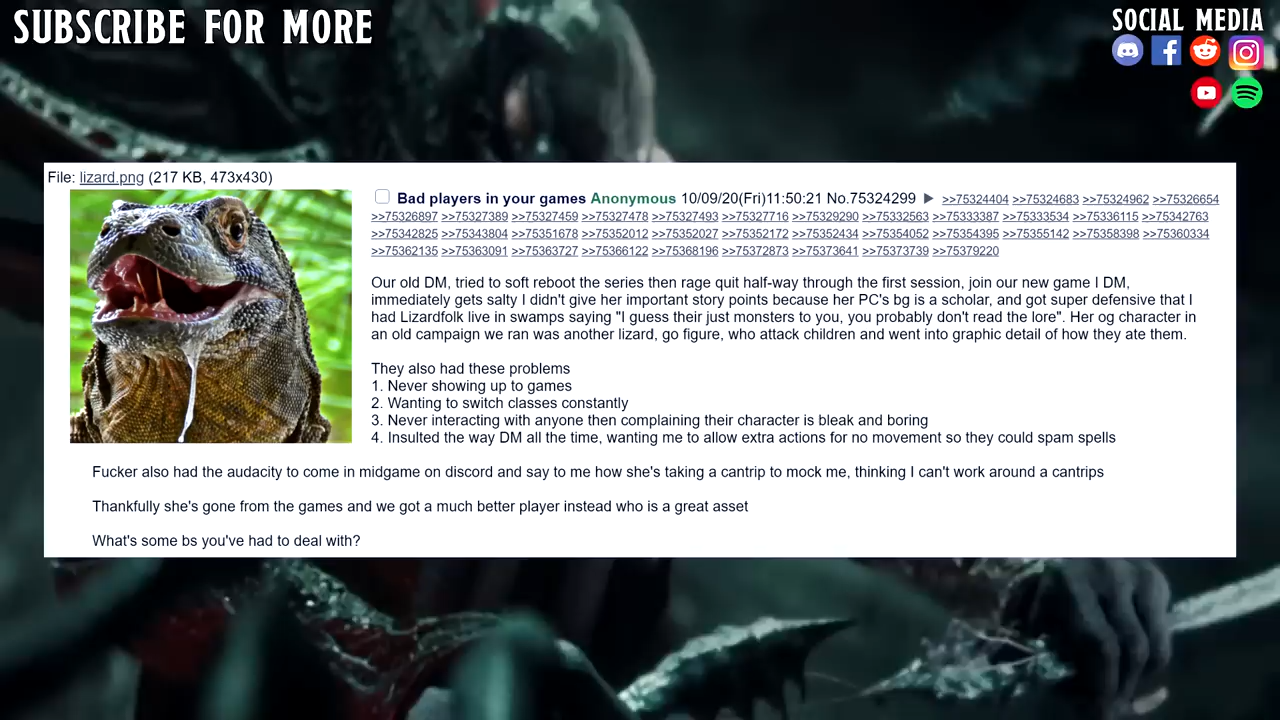 SUBSCRIBE FOR MORE
SOCIAL MEDIA
File: lizard.png (217 KB, 473x430)
Bad players in your games Anonymous 10/09/20(Fri)11:50:21 No.75324299 ▶ >>75324404 >>75324683 >>75324962 >>75326654
>>75326897 >>75327389 >>75327459 >>75327478 >>75327493 >>75327716 >>75329290 >>75332563 >>75333387 >>75333534 >>75336115 >>75342763
>>75342825 >>75343804 >>75351678 >>75352012 >>75352027 >>75352172 >>75352434 >>75354052 >>75354395 >>75355142 >>75358398 >>75360334
>>75362135 >>75363091 >>75363727 >>75366122 >>75368196 >>75372873 >>75373641 >>75373739 >>75379220
Our old DM, tried to soft reboot the series then rage quit half-way through the first session, join our new game I DM,
immediately gets salty I didn't give her important story points because her PC's bg is a scholar, and got super defensive that I
had Lizardfolk live in swamps saying "I guess their just monsters to you, you probably don't read the lore". Her og character in
an old campaign we ran was another lizard, go figure, who attack children and went into graphic detail of how they ate them.
They also had these problems
1. Never showing up to games
2. Wanting to switch classes constantly
3. Never interacting with anyone then complaining their character is bleak and boring
4. Insulted the way DM all the time, wanting me to allow extra actions for no movement so they could spam spells
Fucker also had the audacity to come in midgame on discord and say to me how she's taking a cantrip to mock me, thinking I can't work around a cantrips
Thankfully she's gone from the games and we got a much better player instead who is a great asset
What's some bs you've had to deal with?